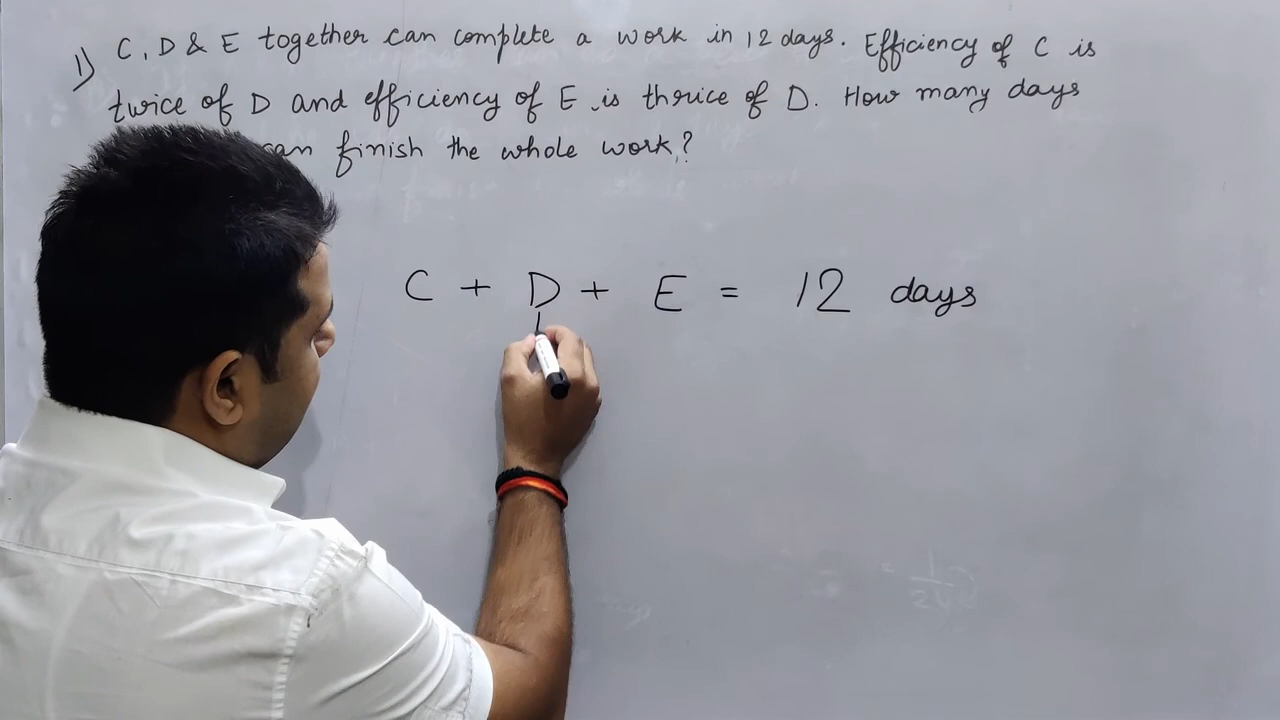 1) C, D & E together can complete a work in 12 days. Efficiency of C is
twice of D and efficiency of E is thrice of D. How many days
can finish the whole work?
C + D + E = 12 days